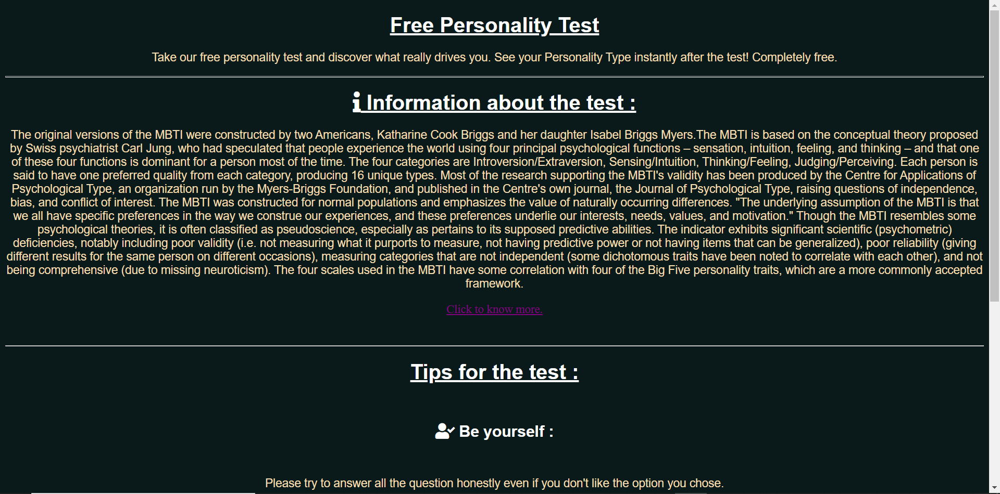 Free Personality Test
Take our free personality test and discover what really drives you. See your Personality Type instantly after the test! Completely free.
Information about the test :
The original versions of the MBTI were constructed by two Americans, Katharine Cook Briggs and her daughter Isabel Briggs Myers.The MBTI is based on the conceptual theory proposed
by Swiss psychiatrist Carl Jung, who had speculated that people experience the world using four principal psychological functions – sensation, intuition, feeling, and thinking – and that one
of these four functions is dominant for a person most of the time. The four categories are Introversion/Extraversion, Sensing/Intuition, Thinking/Feeling, Judging/Perceiving. Each person is
said to have one preferred quality from each category, producing 16 unique types. Most of the research supporting the MBTI's validity has been produced by the Centre for Applications of
Psychological Type, an organization run by the Myers-Briggs Foundation, and published in the Centre's own journal, the Journal of Psychological Type, raising questions of independence,
bias, and conflict of interest. The MBTI was constructed for normal populations and emphasizes the value of naturally occurring differences. "The underlying assumption of the MBTI is that
we all have specific preferences in the way we construe our experiences, and these preferences underlie our interests, needs, values, and motivation." Though the MBTI resembles some
psychological theories, it is often classified as pseudoscience, especially as pertains to its supposed predictive abilities. The indicator exhibits significant scientific (psychometric)
deficiencies, notably including poor validity (i.e. not measuring what it purports to measure, not having predictive power or not having items that can be generalized), poor reliability (giving
different results for the same person on different occasions), measuring categories that are not independent (some dichotomous traits have been noted to correlate with each other), and not
being comprehensive (due to missing neuroticism). The four scales used in the MBTI have some correlation with four of the Big Five personality traits, which are a more commonly accepted
framework.
Click to know more.
Tips for the test :
Be yourself :
Please try to answer all the question honestly even if you don't like the option you chose.